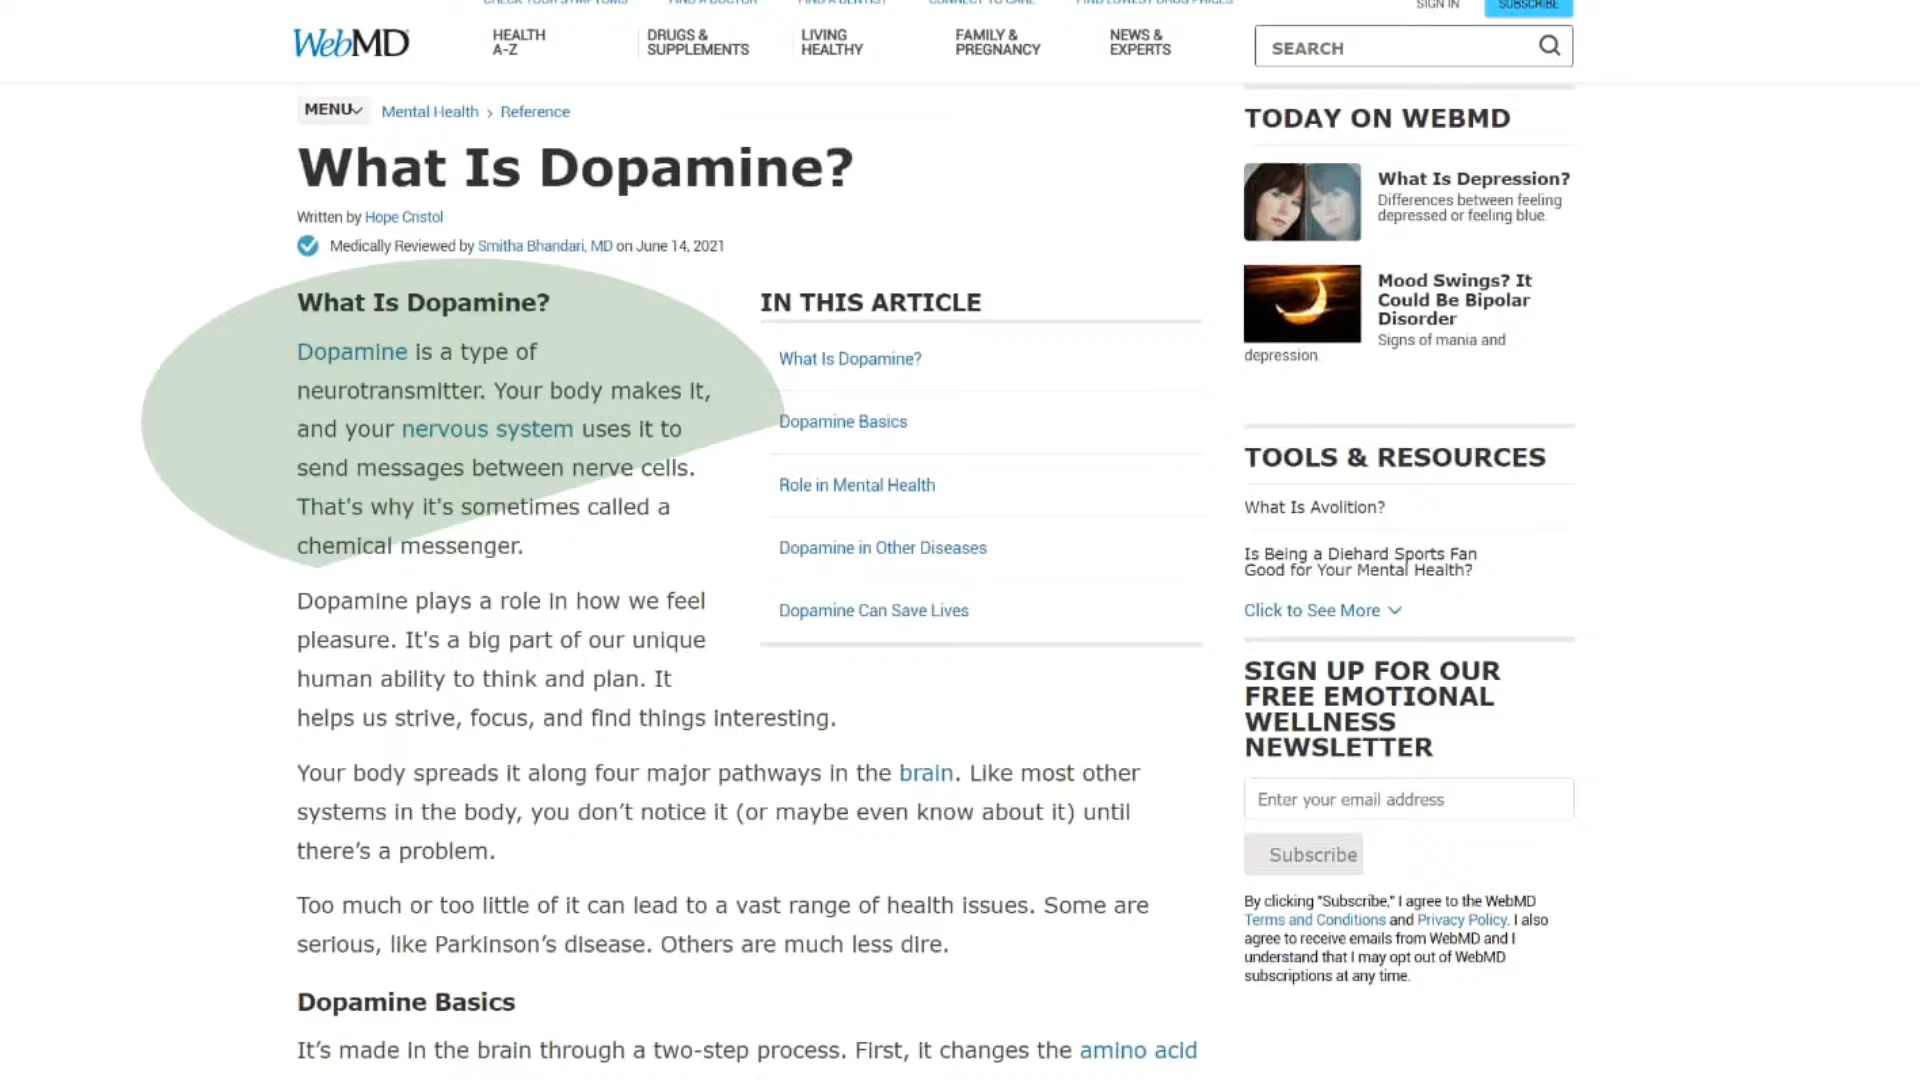 CHECK YOUR SYMPTOMS FIND A DOCTOR FIND A DENTIST CONNECT TO CARE FIND LOWEST DRUG PRICES
SIGN IN SUBSCRIBE
WebMD
HEALTH
A-Z
DRUGS &
SUPPLEMENTS
LIVING
HEALTHY
FAMILY &
PREGNANCY
NEWS &
EXPERTS
SEARCH
MENU Mental Health > Reference
What Is Dopamine?
Written by Hope Cristol
Medically Reviewed by Smitha Bhandari, MD on June 14, 2021
What Is Dopamine?
Dopamine is a type of
neurotransmitter. Your body makes it,
and your nervous system uses it to
send messages between nerve cells.
That's why it's sometimes called a
chemical messenger.
Dopamine plays a role in how we feel
pleasure. It's a big part of our unique
human ability to think and plan. It
helps us strive, focus, and find things interesting.
Your body spreads it along four major pathways in the brain. Like most other
systems in the body, you don’t notice it (or maybe even know about it) until
there’s a problem.
Too much or too little of it can lead to a vast range of health issues. Some are
serious, like Parkinson’s disease. Others are much less dire.
Dopamine Basics
It’s made in the brain through a two-step process. First, it changes the amino acid
IN THIS ARTICLE
What Is Dopamine?
Dopamine Basics
Role in Mental Health
Dopamine in Other Diseases
Dopamine Can Save Lives
TODAY ON WEBMD
What Is Depression?
Differences between feeling
depressed or feeling blue.
Mood Swings? It
Could Be Bipolar
Disorder
Signs of mania and
depression.
TOOLS & RESOURCES
What Is Avolition?
Is Being a Diehard Sports Fan
Good for Your Mental Health?
Click to See More
SIGN UP FOR OUR
FREE EMOTIONAL
WELLNESS
NEWSLETTER
Enter your email address
Subscribe
By clicking "Subscribe," I agree to the WebMD
Terms and Conditions and Privacy Policy. I also
agree to receive emails from WebMD and I
understand that I may opt out of WebMD
subscriptions at any time.